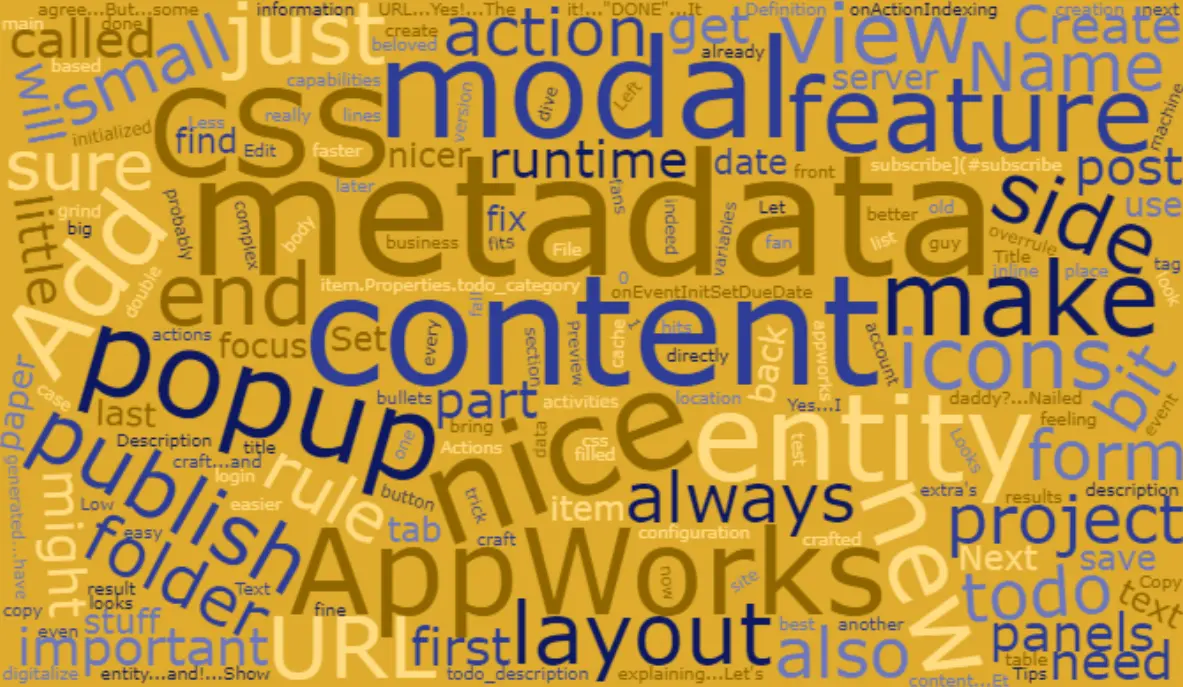 agree...But...some
information
URL...Yes!...The
it!..."DONE"...It
Definition
onActionIndexing
creation
next
main
done
called
based
small
just
create
beloved
action
get
already
view
Create
Name
server
will
capabilities
modal
dive
Left
feature
machine
initialized
css
Less
really
lines
version
find
Edit
faster
nicer
runtime
date
front
subscribe](#subscribe
post
sure
later
metadata
side
use
little
grind
big
Add
probably
complex
body
business
fix
fits
fans
File
indeed
variables
Let
fan
better
old
list
guy
overrule
Title
inline
place
tag
look
double
end
item.Properties.todo_category
fall
0
onEventInitSetDueDate
make
content
actions
focus
Set
every
section
preview
cache
1
hits
directly
back
appworks
account
icons
bit
event
paper
case
popup
last
bullets
part
activities
location
Yes...I
daddy?...Nailed
feeling
Description
title
craft...and
one
bring
Actions
data
css
filled
nice
entity
test
Looks
form
generated...have
publish
login
rule
easier
button
tab
trick
craft
item
always
extra's
results
description
new
project
Low
easy
might
folder
configuration
crafted
Next
save
AppWorks
now
site
todo
Copy
text
result
looks
Text
fine
copy
even
stuff
important
URL
first
layout
best
another
also
panels
table
need
digitalize
entity...and!...Show
todo_description
explaining...Let's
content...Et
Tips